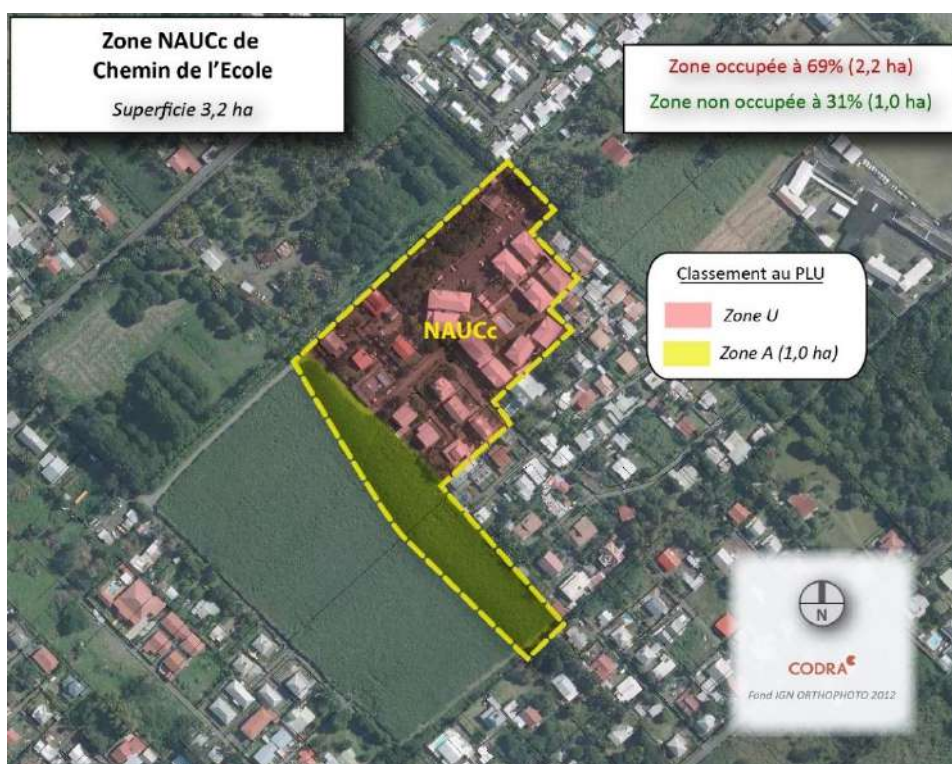 Zone NAUCc de
Chemin de l'Ecole
Superficie 3,2 ha
Zone occupée à 69% (2,2 ha)
Zone non occupée à 31% (1,0 ha)
Classement au PLU
Zone U
Zone A (1,0 ha)
NAUCc
N
CODRA
Fond IGN ORTHOPHOTO 2012